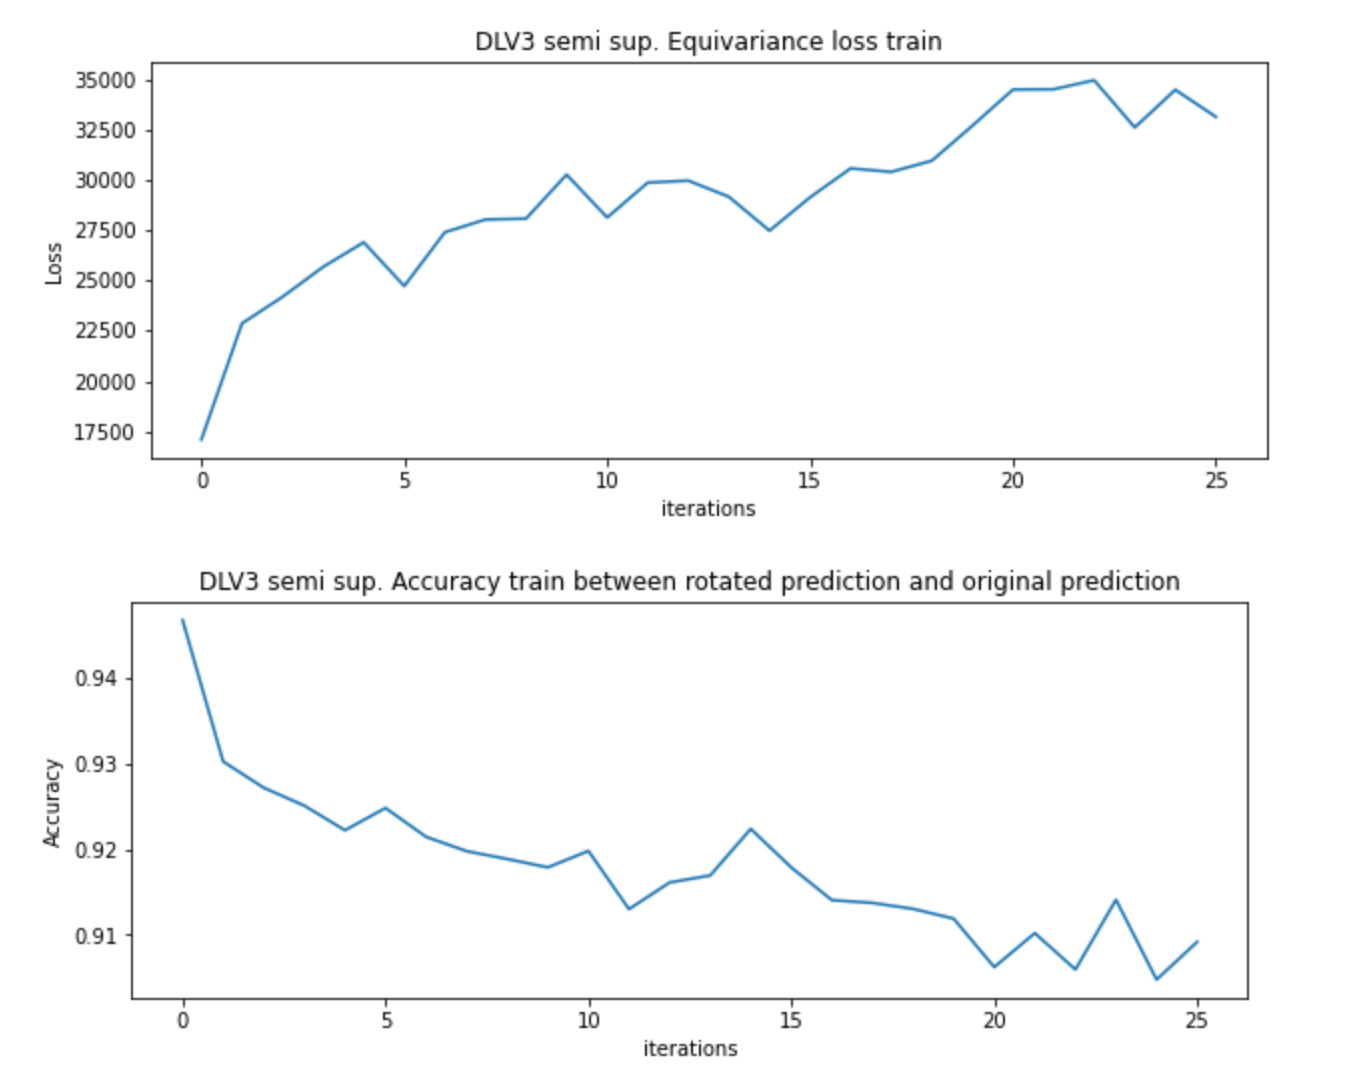 DLV3 semi sup. Equivariance loss train
35000
32500
30000
27500
25000
22500
20000
17500
Loss
0 5 10 15 20 25
iterations
DLV3 semi sup. Accuracy train between rotated prediction and original prediction
0.94
0.93
0.92
0.91
Accuracy
0 5 10 15 20 25
iterations